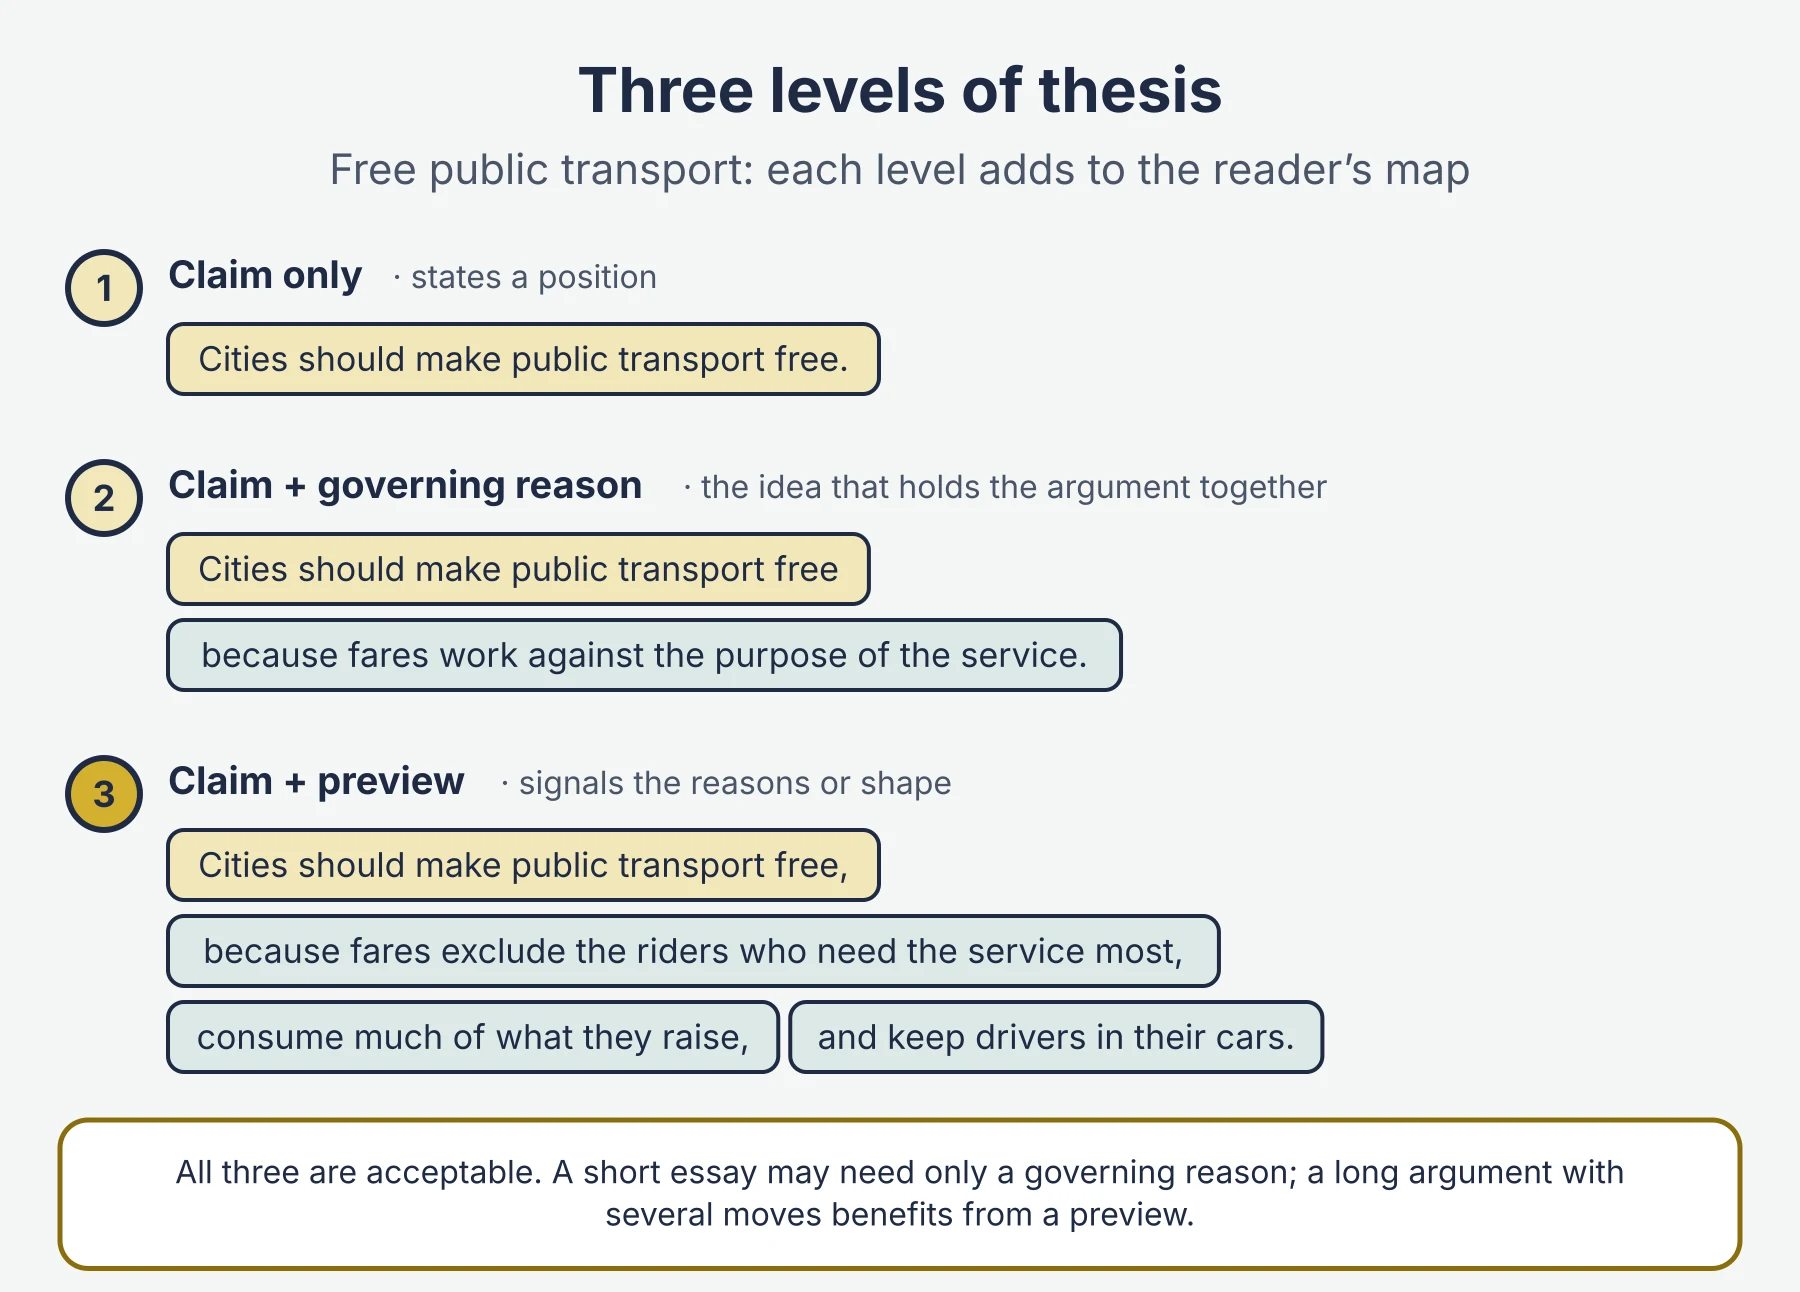 Three levels of thesis
Free public transport: each level adds to the reader’s map
1
Claim only · states a position
Cities should make public transport free.
2
Claim + governing reason · the idea that holds the argument together
Cities should make public transport free
because fares work against the purpose of the service.
3
Claim + preview · signals the reasons or shape
Cities should make public transport free,
because fares exclude the riders who need the service most,
consume much of what they raise, and keep drivers in their cars.
All three are acceptable. A short essay may need only a governing reason; a long argument with
several moves benefits from a preview.